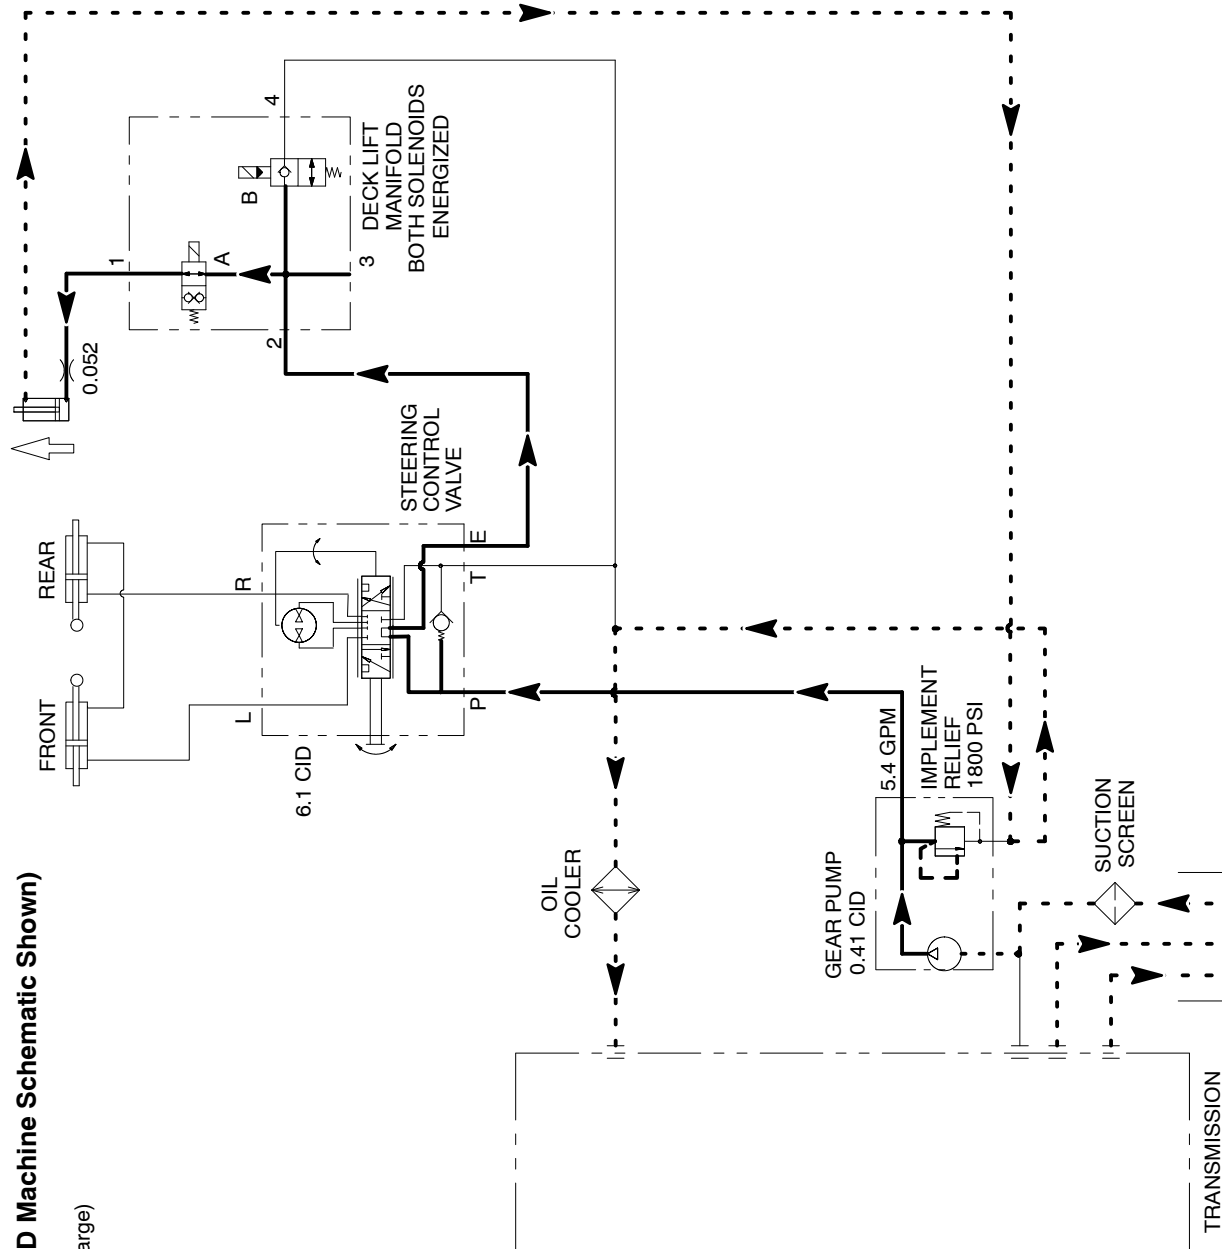 D Machine Schematic Shown)
arge)
FRONT
REAR
L
R
6.1 CID
STEERING
CONTROL
VALVE
P
T
E
0.052
1
2
3
4
A
B
DECK LIFT
MANIFOLD
BOTH SOLENOIDS
ENERGIZED
OIL
COOLER
GEAR PUMP
0.41 CID
5.4 GPM
IMPLEMENT
RELIEF
1800 PSI
SUCTION
SCREEN
TRANSMISSION